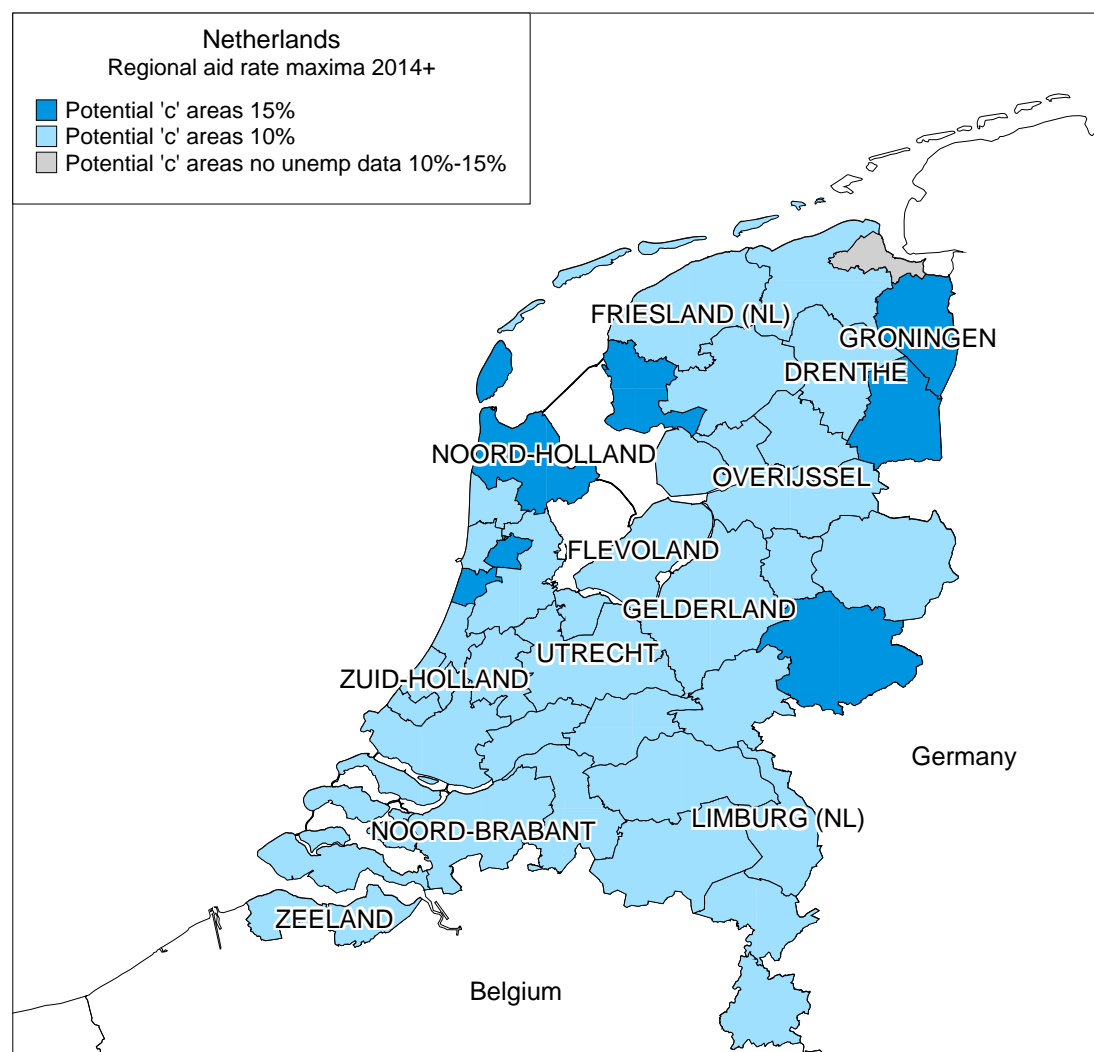 Netherlands
Regional aid rate maxima 2014+
Potential 'c' areas 15%
Potential 'c' areas 10%
Potential 'c' areas no unemp data 10%-15%
FRIESLAND (NL)
GRONINGEN
DRENTHE
NOORD-HOLLAND
OVERIJSSEL
FLEVOLAND
GELDERLAND
UTRECHT
ZUID-HOLLAND
Germany
LIMBURG (NL)
NOORD-BRABANT
ZEELAND
Belgium